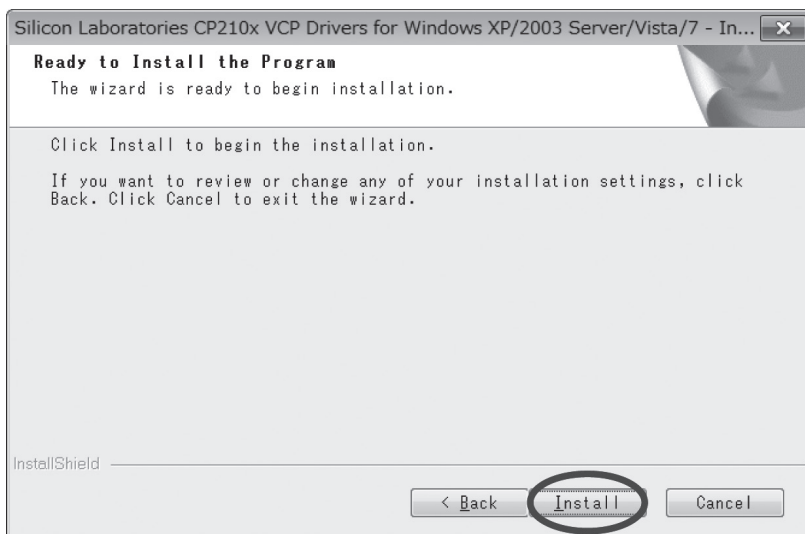 Silicon Laboratories CP210x VCP Drivers for Windows XP/2003 Server/Vista/7 - In...
Ready to Install the Program
The wizard is ready to begin installation.
Click Install to begin the installation.
If you want to review or change any of your installation settings, click
Back. Click Cancel to exit the wizard.
InstallShield
< Back Install Cancel